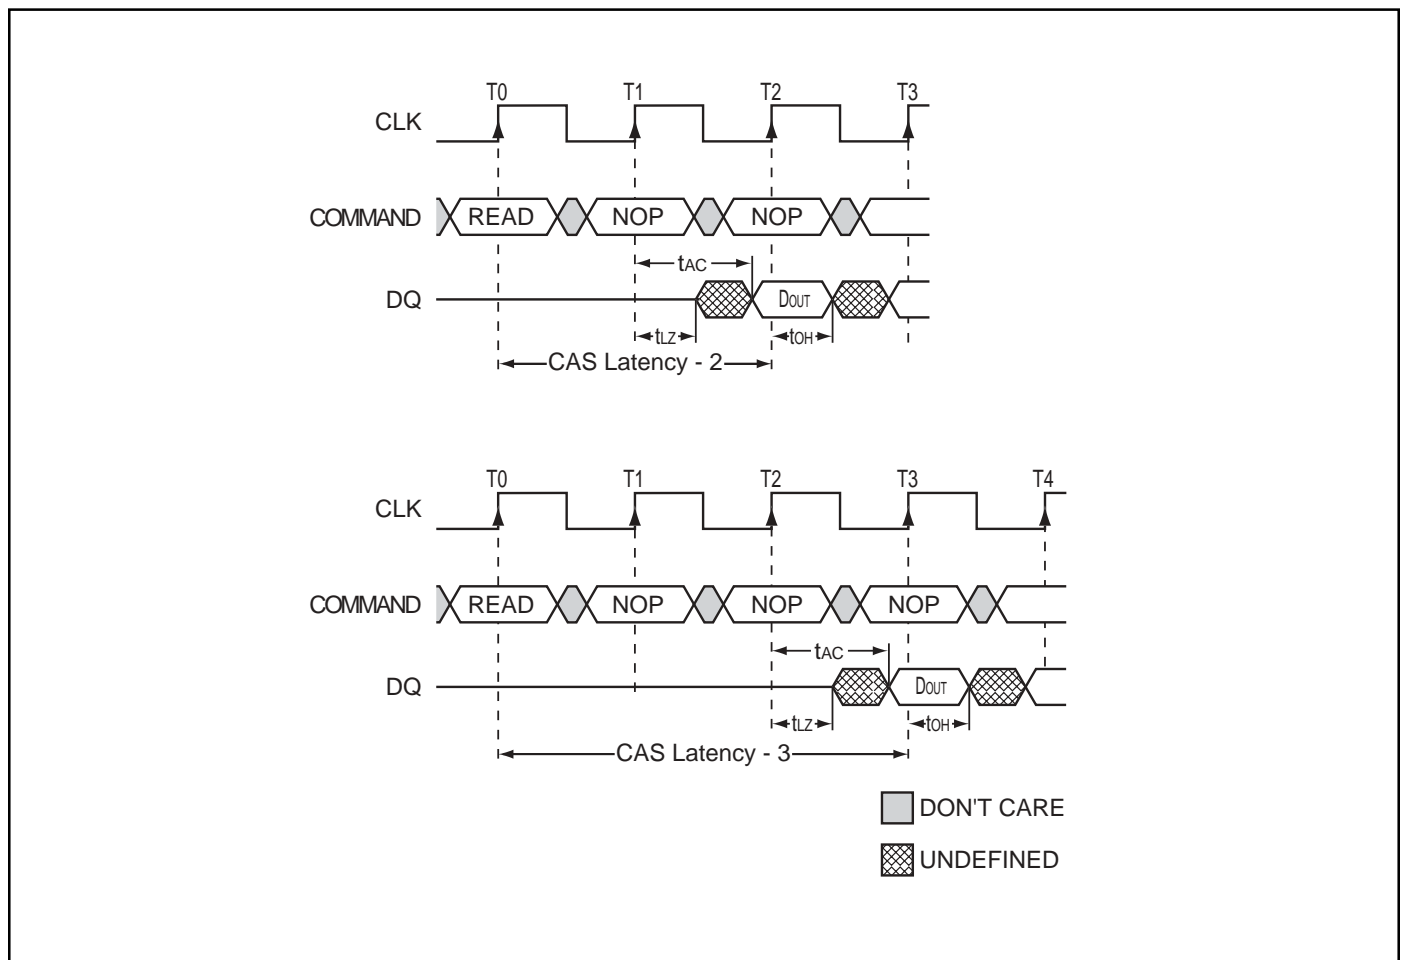 T0 T1 T2 T3
CLK
COMMAND READ NOP NOP
tAC
DQ DOUT
tLZ tOH
CAS Latency - 2
T0 T1 T2 T3 T4
CLK
COMMAND READ NOP NOP NOP
tAC
DQ DOUT
tLZ tOH
CAS Latency - 3
DON'T CARE
UNDEFINED